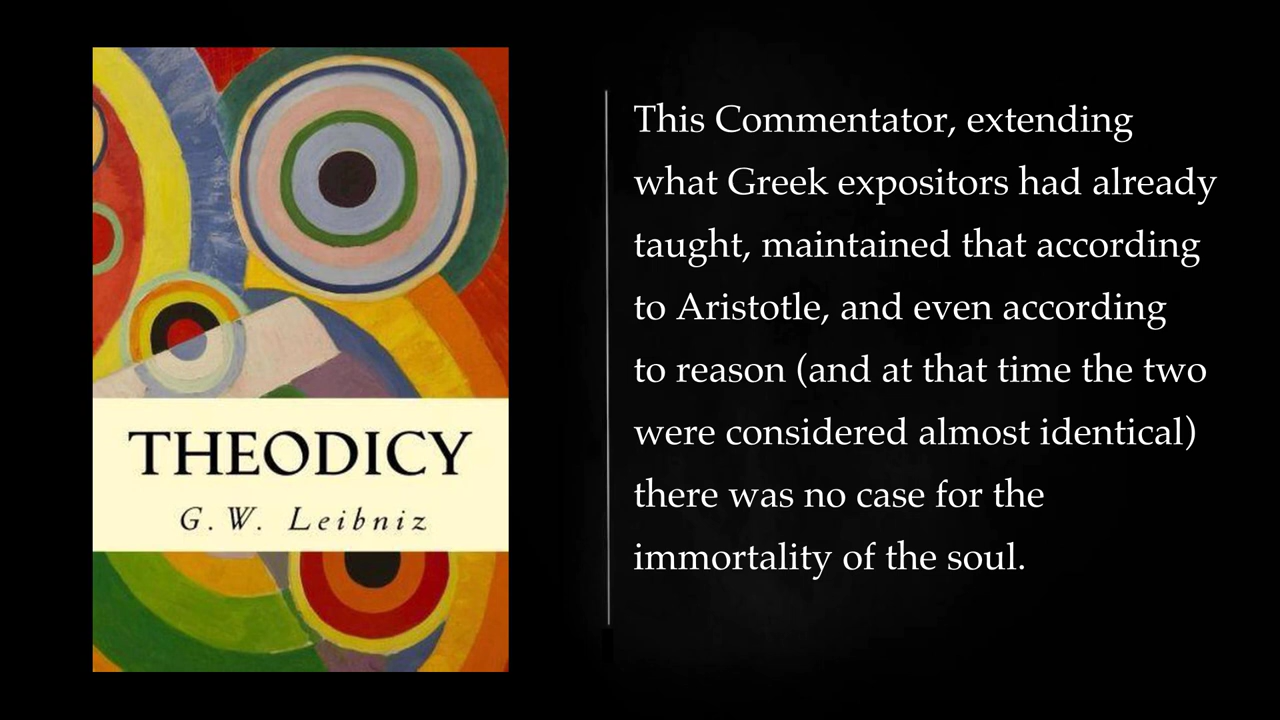 THEODICY
G. W. Leibniz
This Commentator, extending
what Greek expositors had already
taught, maintained that according
to Aristotle, and even according
to reason (and at that time the two
were considered almost identical)
there was no case for the
immortality of the soul.